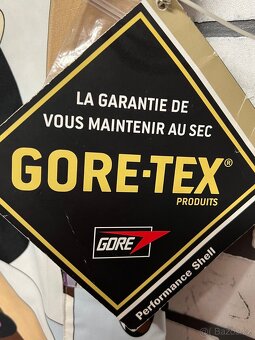 LA GARANTIE DE
VOUS MAINTENIR AU SEC
GORE-TEX®
PRODUITS
GORE
Performance Shell